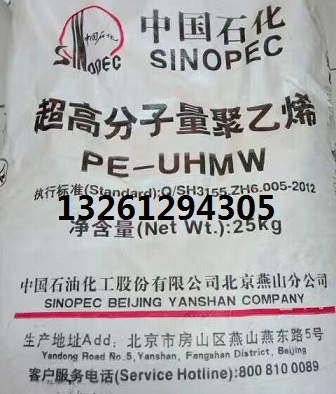 中国石化
SINOPEC
SINOPEC
超高分子量聚乙烯
PE-UHMW
执行标准(Standard):Q/SH3155.ZH6.005-2012
13261294305
净含量(Net Wt.):25kg
中国石油化工股份有限公司北京燕山分公司
SINOPEC BEIJING YANSHAN COMPANY
生产地址Add: 北京市房山区燕山燕东路5号
Yandong Road No.5, Yanshan, Fangshan District, Beijing
客户服务电话(Service Hotline):800 810 0089